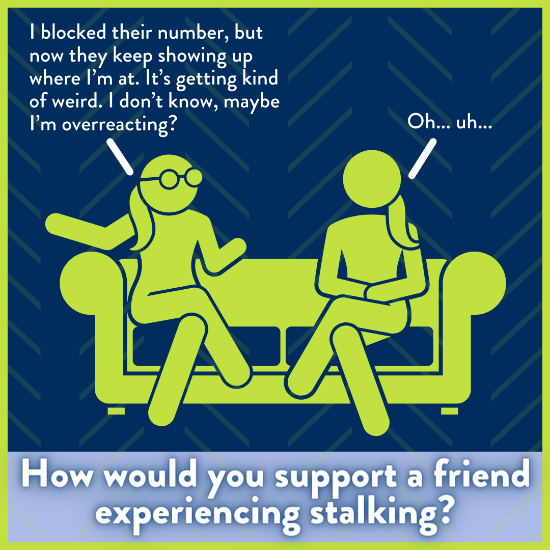 I blocked their number, but
now they keep showing up
where I'm at. It's getting kind
of weird. I don't know, maybe
I'm overreacting?
Oh... uh...
How would you support a friend
experiencing stalking?